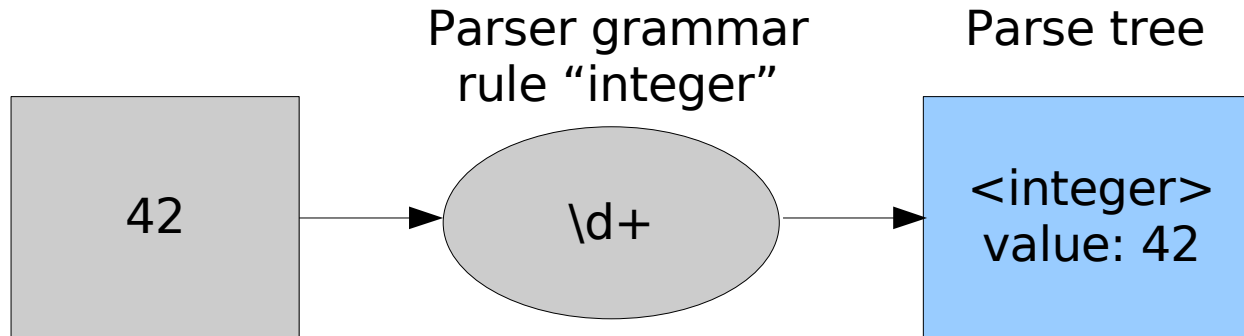 Parser grammar
rule “integer”
Parse tree
42
\d+
<integer>
value: 42